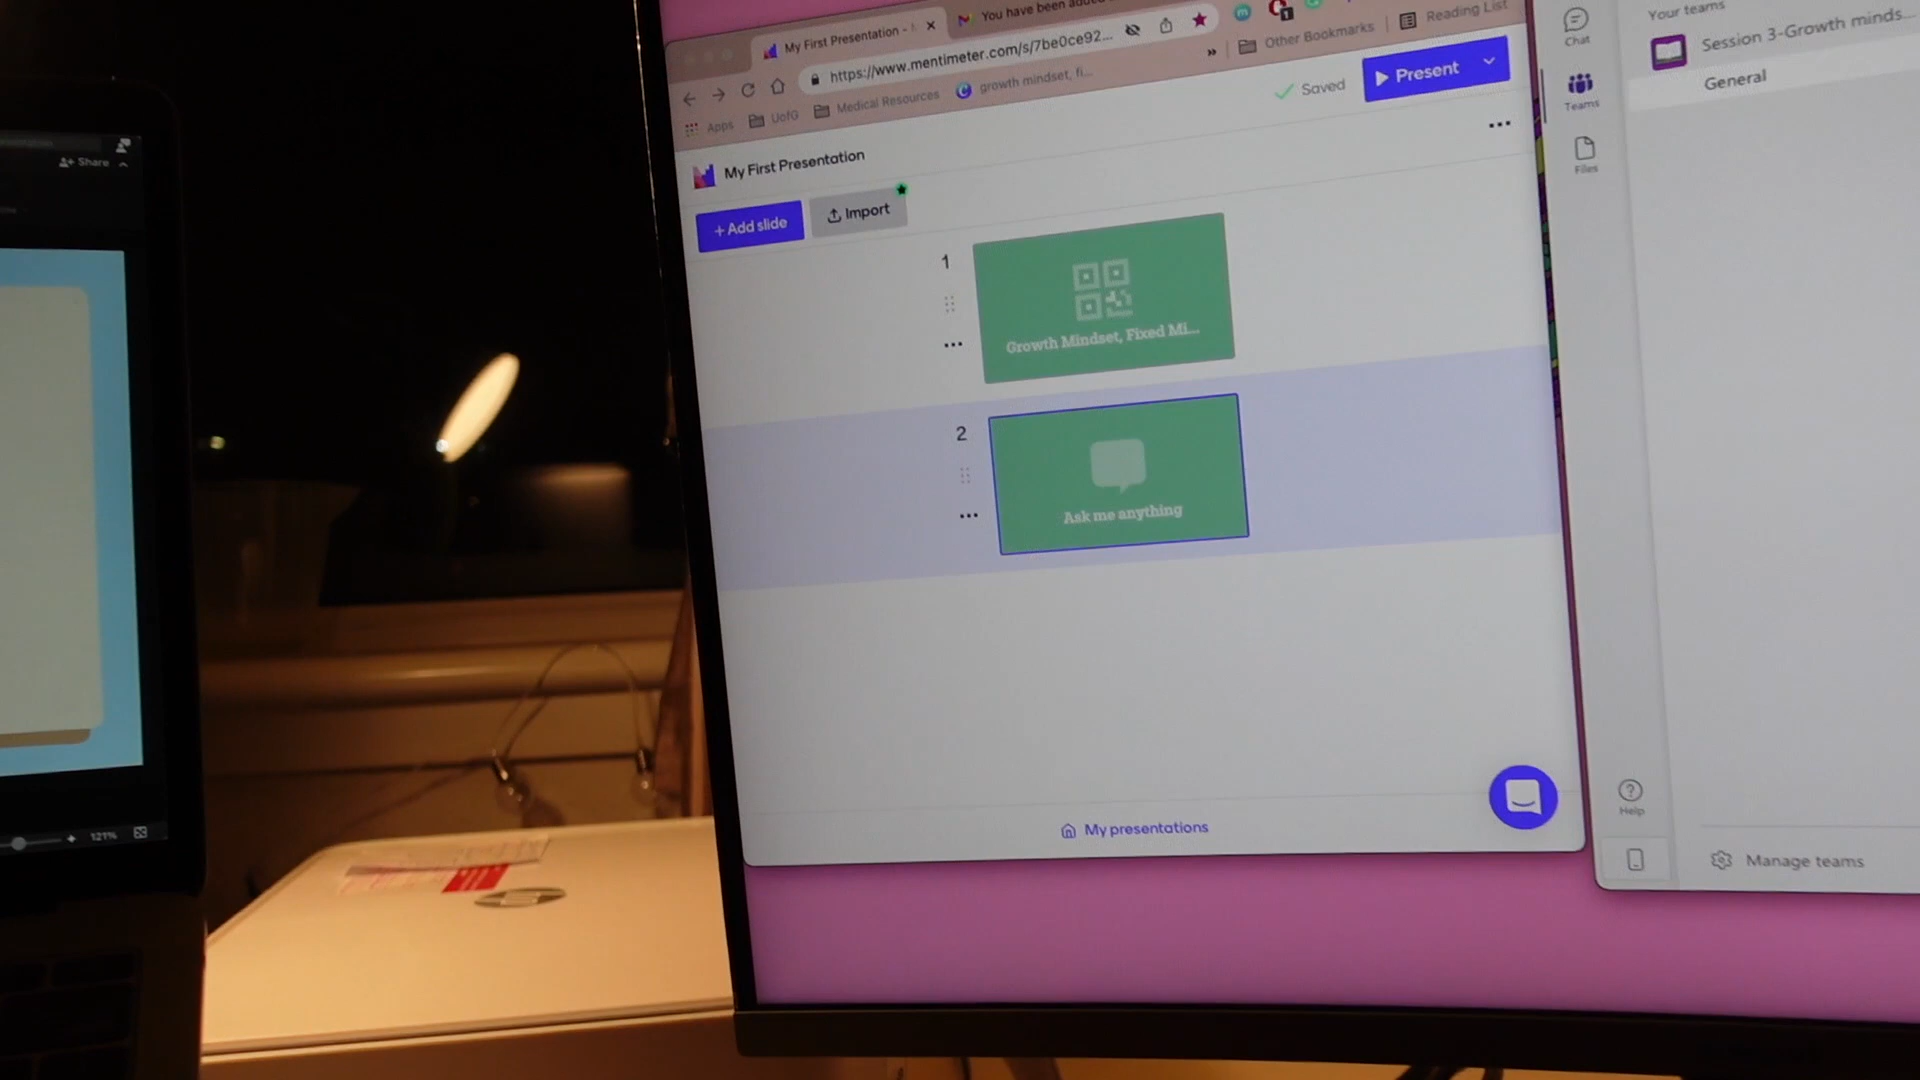 Share
121%
My First Presentation -
You have been added
https://www.mentimeter.com/s/7be0ce92...
Other Bookmarks
Reading List
Apps
UofG
Medical Resources
growth mindset, fi...
Saved
Present
My First Presentation
+ Add slide
Import
1
Growth Mindset, Fixed Mi...
2
Ask me anything
My presentations
Chat
Teams
Files
Help
Your teams
Session 3-Growth minds...
General
Manage teams